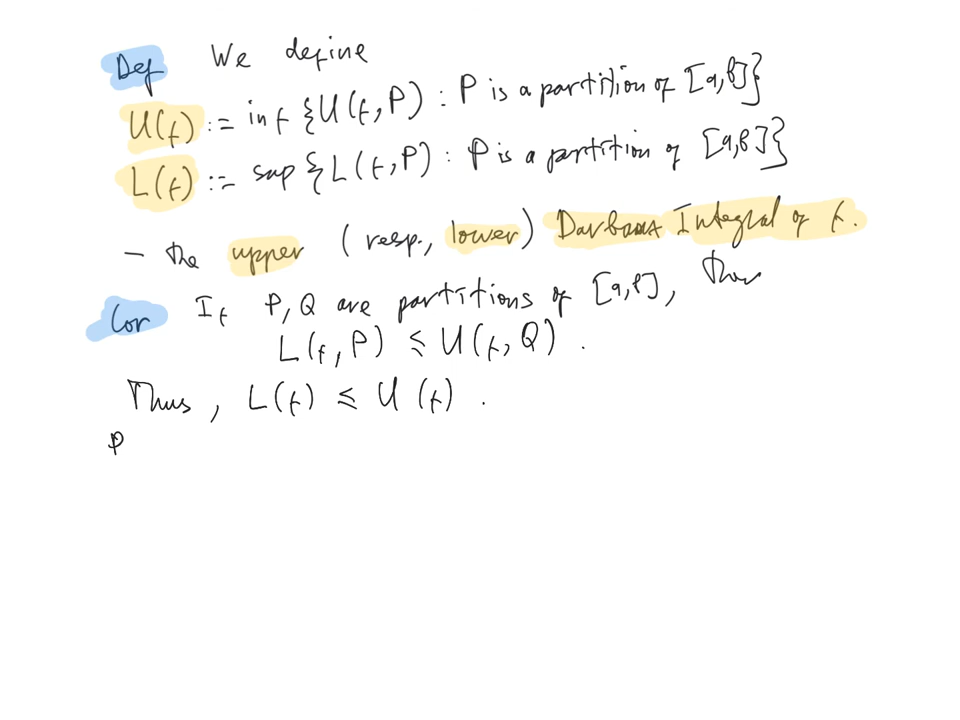 Def We define
U(f) := inf {U(f,P) : P is a partition of [a,b]}
L(f) := sup {L(f,P) : P is a partition of [a,b]}
– the upper (resp., lower) Darboux Integral of f.
Cor If P, Q are partitions of [a,b], then
L(f,P) ≤ U(f,Q).
Thus, L(f) ≤ U(f).
P